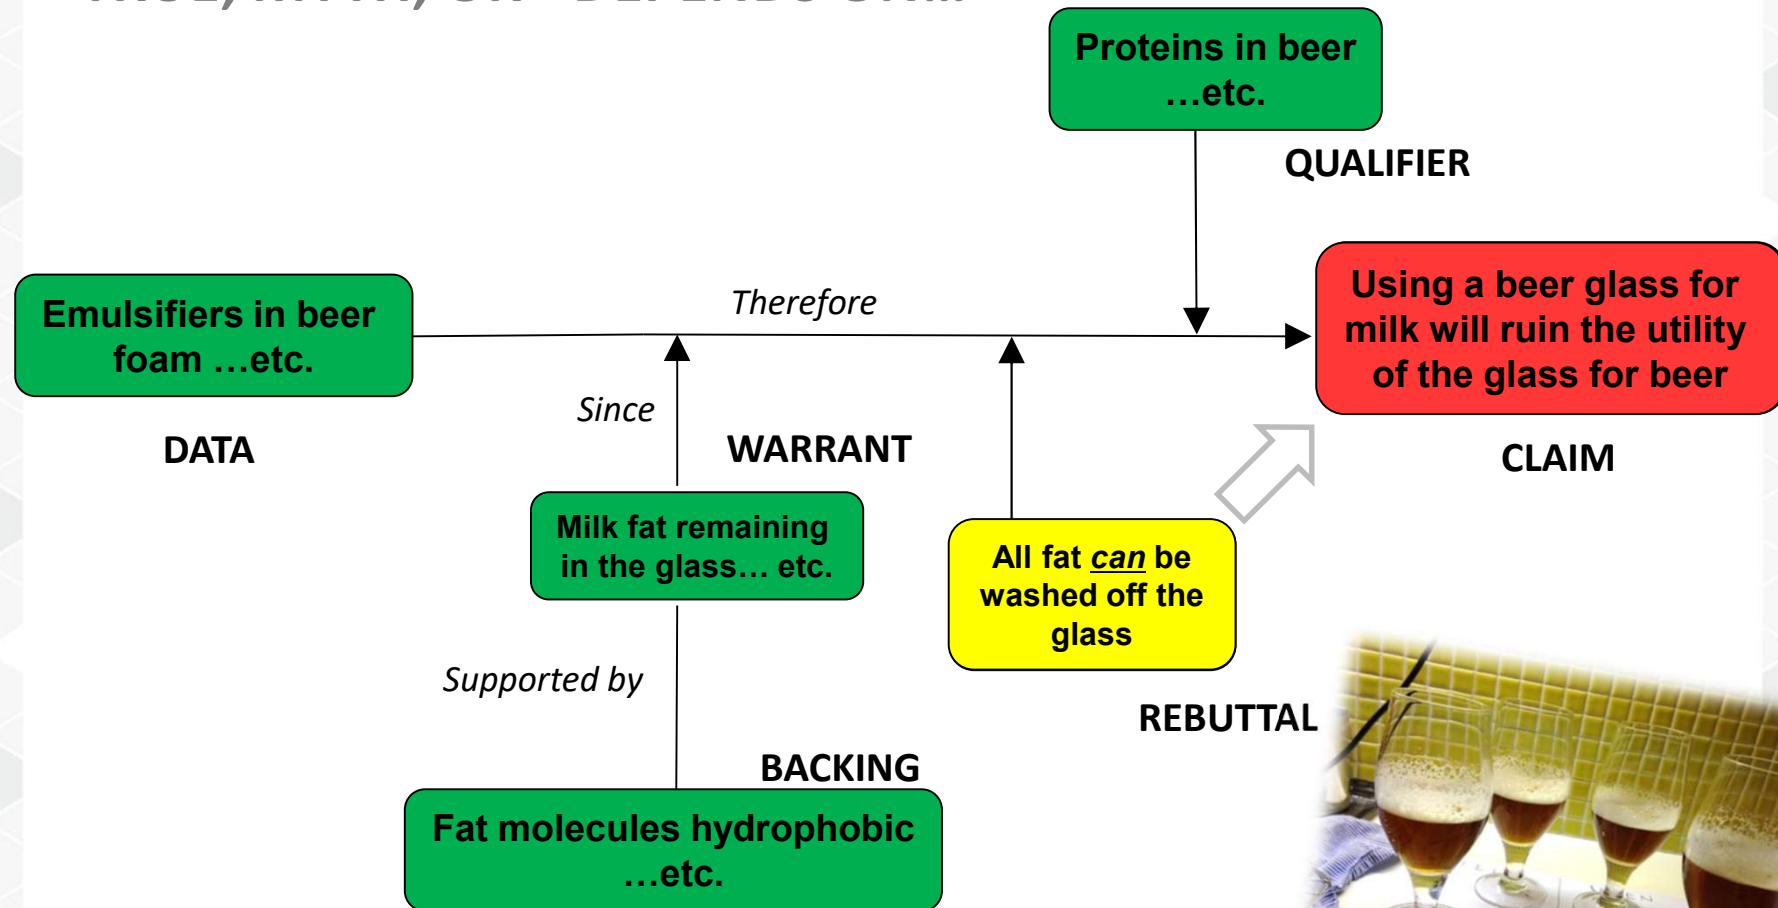 Proteins in beer
...etc.
QUALIFIER
Emulsifiers in beer
foam ...etc.
Therefore
Using a beer glass for
milk will ruin the utility
of the glass for beer
DATA
Since
WARRANT
CLAIM
Milk fat remaining
in the glass... etc.
All fat can be
washed off the
glass
Supported by
REBUTTAL
BACKING
Fat molecules hydrophobic
...etc.